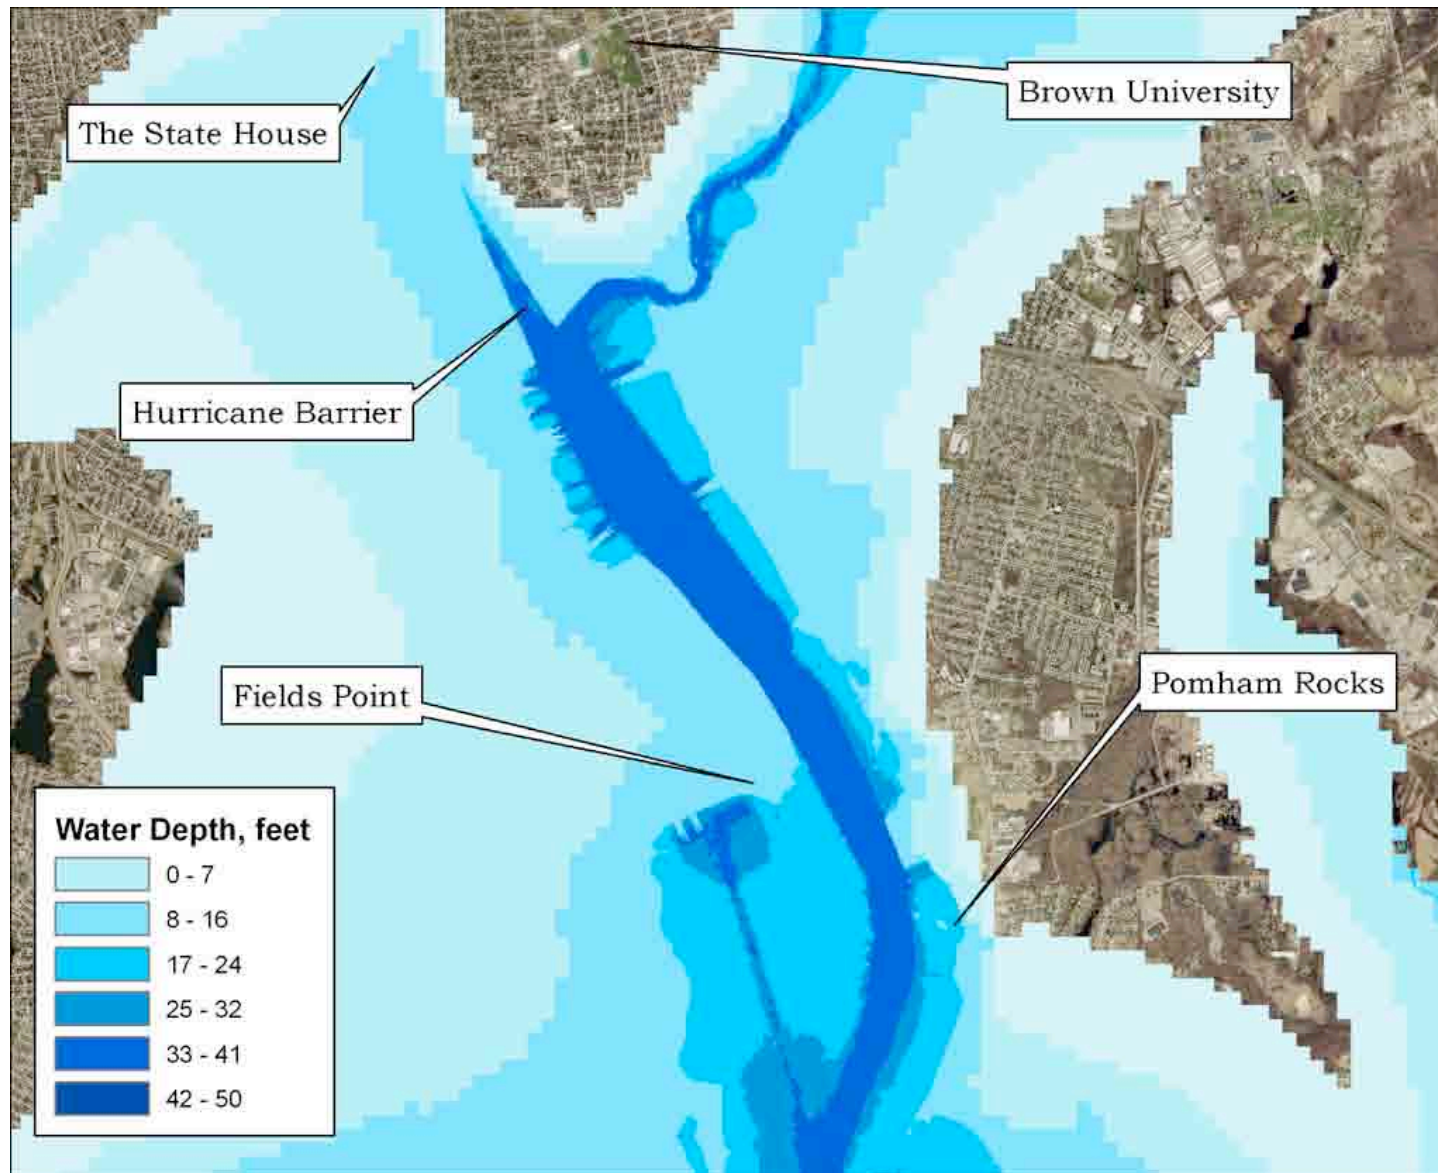 Brown University
The State House
Hurricane Barrier
Pomham Rocks
Fields Point
Water Depth, feet
0 - 7
8 - 16
17 - 24
25 - 32
33 - 41
42 - 50